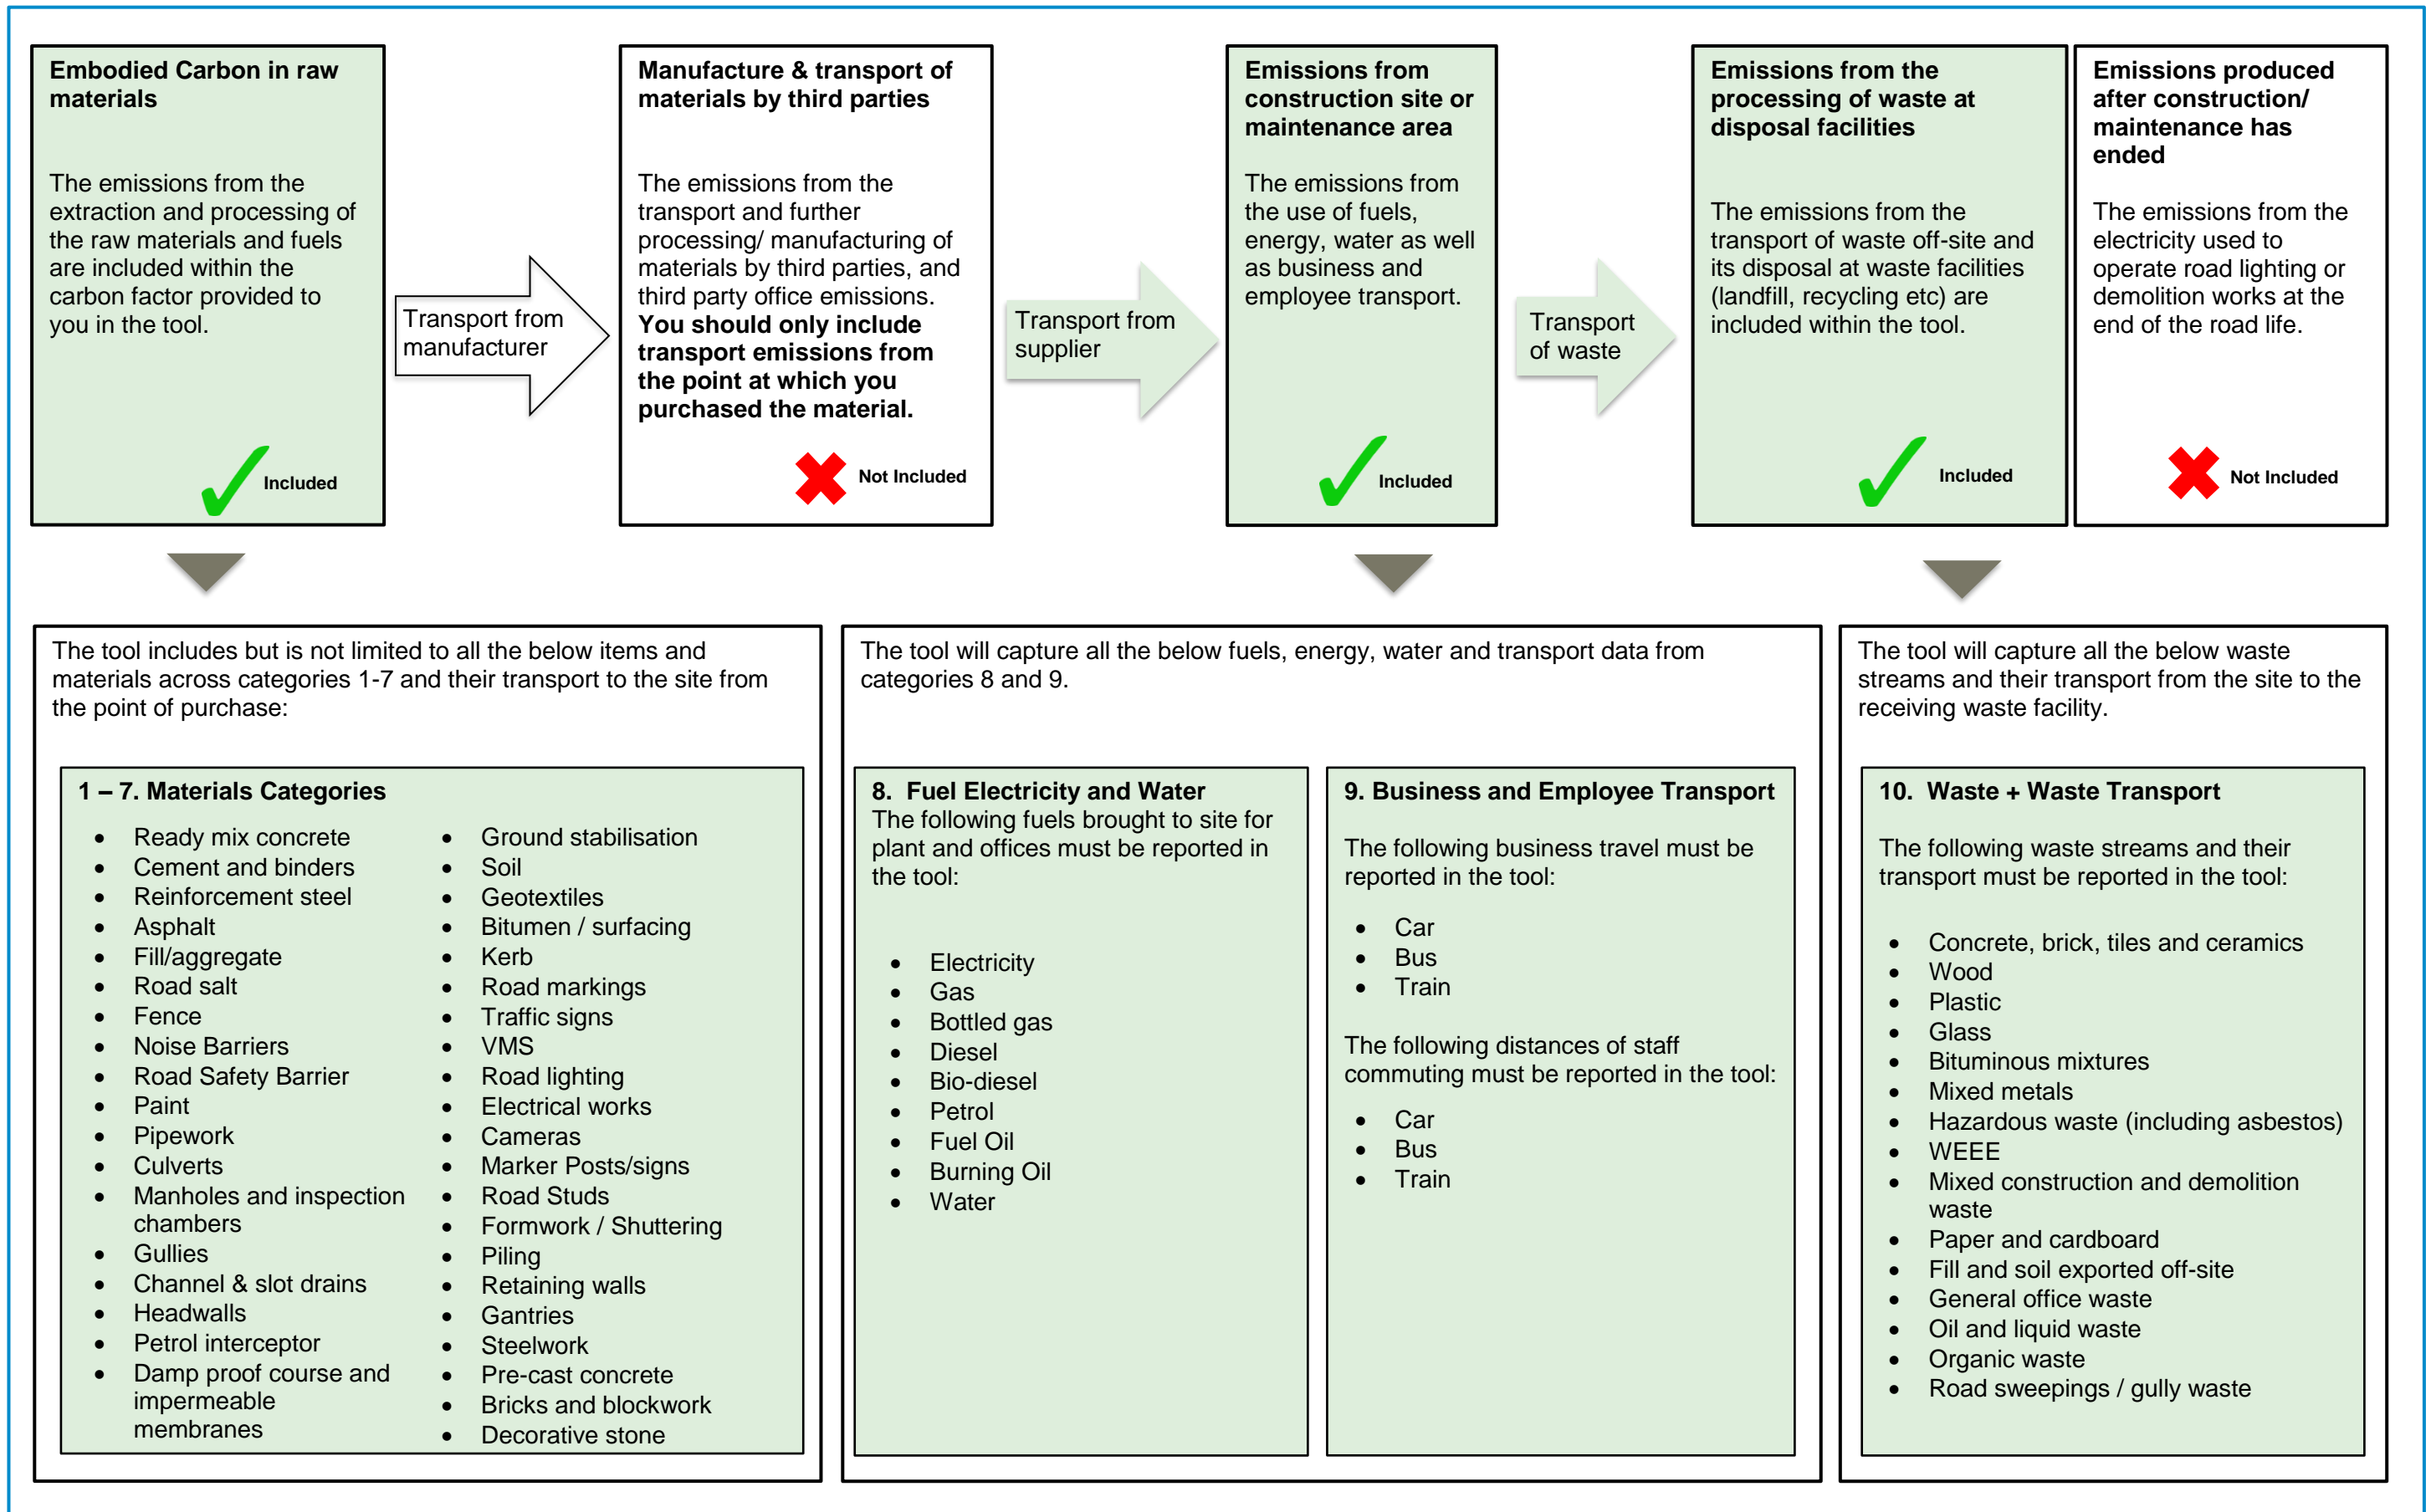 Embodied Carbon in raw
materials
The emissions from the
extraction and processing of
the raw materials and fuels
are included within the
carbon factor provided to
you in the tool.
Included
Transport from
manufacturer
Manufacture & transport of
materials by third parties
The emissions from the
transport and further
processing/ manufacturing of
materials by third parties, and
third party office emissions.
You should only include
transport emissions from
the point at which you
purchased the material.
Not Included
Transport from
supplier
Emissions from
construction site or
maintenance area
The emissions from
the use of fuels,
energy, water as well
as business and
employee transport.
Included
Transport
of waste
Emissions from the
processing of waste at
disposal facilities
The emissions from the
transport of waste off-site and
its disposal at waste facilities
(landfill, recycling etc) are
included within the tool.
Included
Emissions produced
after construction/
maintenance has
ended
The emissions from the
electricity used to
operate road lighting or
demolition works at the
end of the road life.
Not Included
The tool includes but is not limited to all the below items and
materials across categories 1-7 and their transport to the site from
the point of purchase:
1 – 7. Materials Categories
• Ready mix concrete
• Cement and binders
• Reinforcement steel
• Asphalt
• Fill/aggregate
• Road salt
• Fence
• Noise Barriers
• Road Safety Barrier
• Paint
• Pipework
• Culverts
• Manholes and inspection
chambers
• Gullies
• Channel & slot drains
• Headwalls
• Petrol interceptor
• Damp proof course and
impermeable
membranes
• Ground stabilisation
• Soil
• Geotextiles
• Bitumen / surfacing
• Kerb
• Road markings
• Traffic signs
• VMS
• Road lighting
• Electrical works
• Cameras
• Marker Posts/signs
• Road Studs
• Formwork / Shuttering
• Piling
• Retaining walls
• Gantries
• Steelwork
• Pre-cast concrete
• Bricks and blockwork
• Decorative stone
The tool will capture all the below fuels, energy, water and transport data from
categories 8 and 9.
8. Fuel Electricity and Water
The following fuels brought to site for
plant and offices must be reported in
the tool:
• Electricity
• Gas
• Bottled gas
• Diesel
• Bio-diesel
• Petrol
• Fuel Oil
• Burning Oil
• Water
9. Business and Employee Transport
The following business travel must be
reported in the tool:
• Car
• Bus
• Train
The following distances of staff
commuting must be reported in the tool:
• Car
• Bus
• Train
The tool will capture all the below waste
streams and their transport from the site to the
receiving waste facility.
10. Waste + Waste Transport
The following waste streams and their
transport must be reported in the tool:
• Concrete, brick, tiles and ceramics
• Wood
• Plastic
• Glass
• Bituminous mixtures
• Mixed metals
• Hazardous waste (including asbestos)
• WEEE
• Mixed construction and demolition
waste
• Paper and cardboard
• Fill and soil exported off-site
• General office waste
• Oil and liquid waste
• Organic waste
• Road sweepings / gully waste